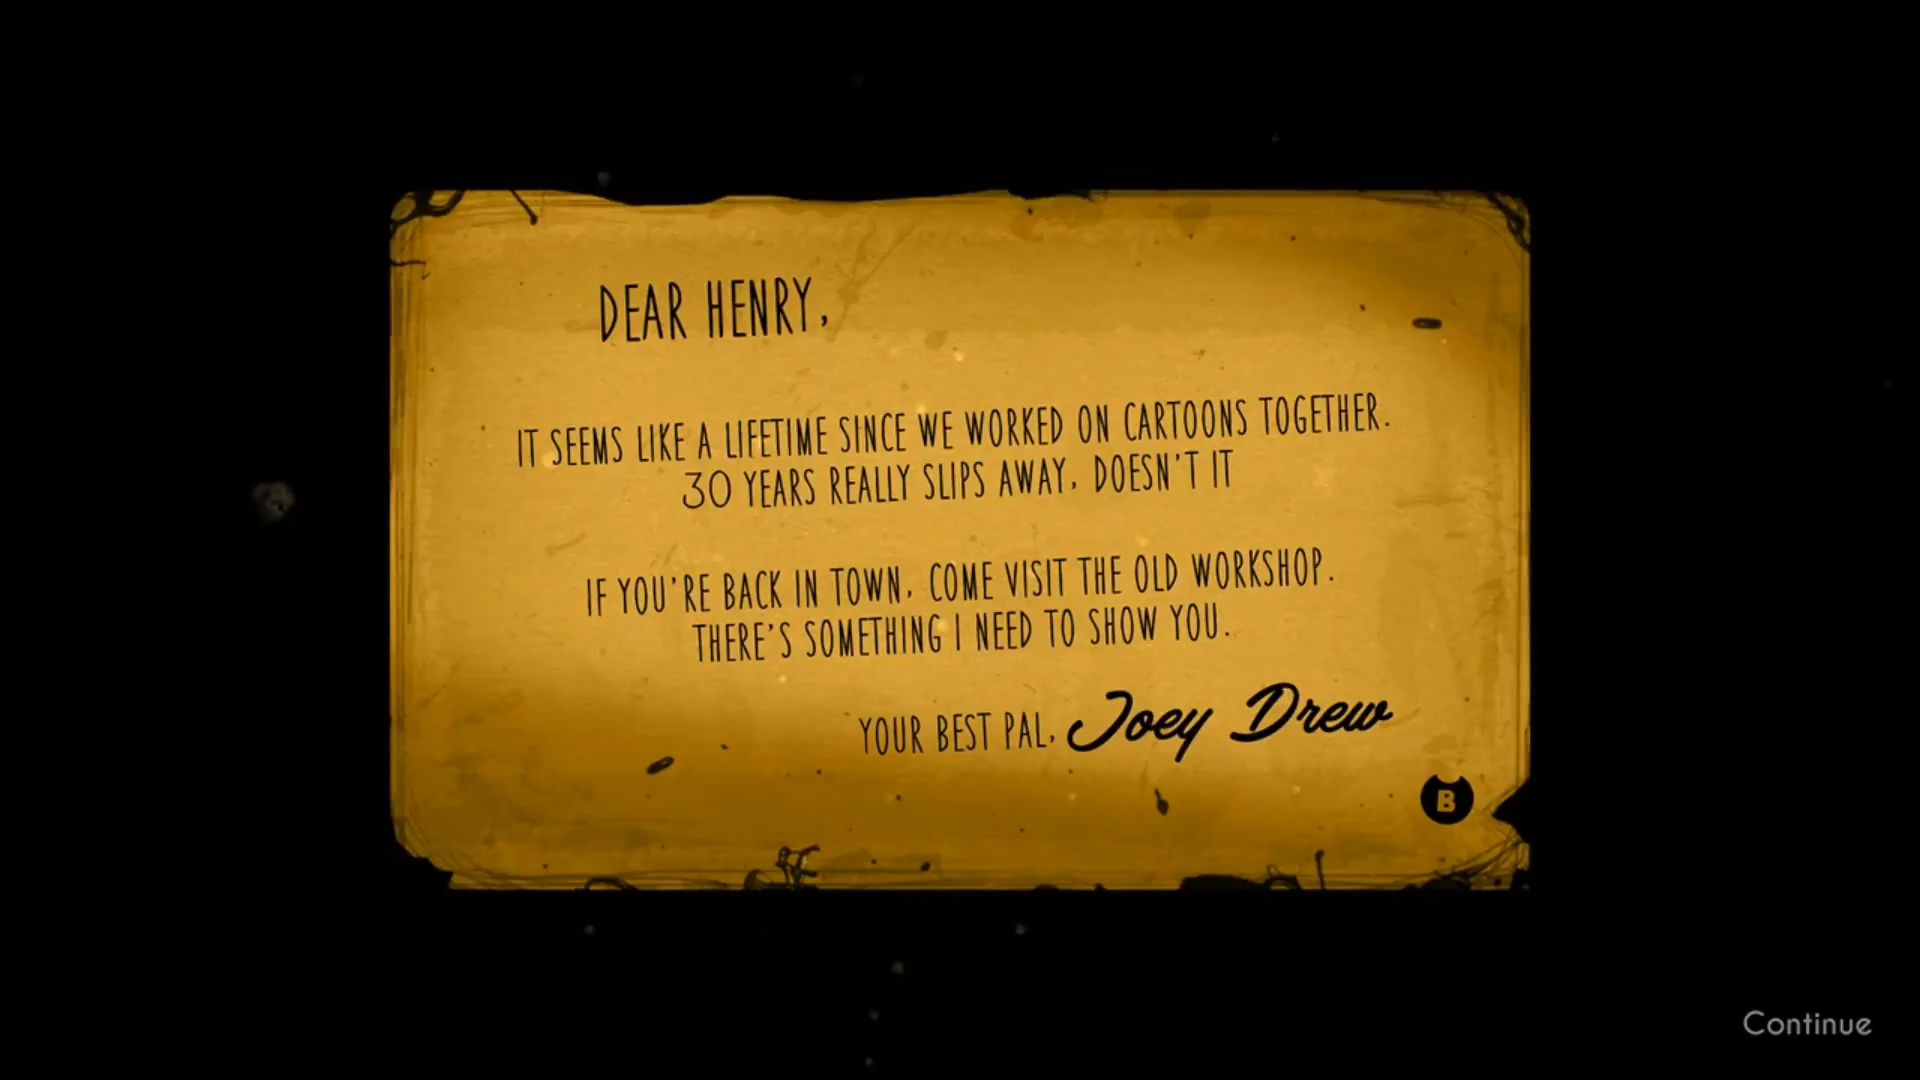 DEAR HENRY,
IT SEEMS LIKE A LIFETIME SINCE WE WORKED ON CARTOONS TOGETHER.
30 YEARS REALLY SLIPS AWAY, DOESN'T IT
IF YOU'RE BACK IN TOWN, COME VISIT THE OLD WORKSHOP.
THERE'S SOMETHING I NEED TO SHOW YOU.
YOUR BEST PAL, Joey Drew
B
Continue